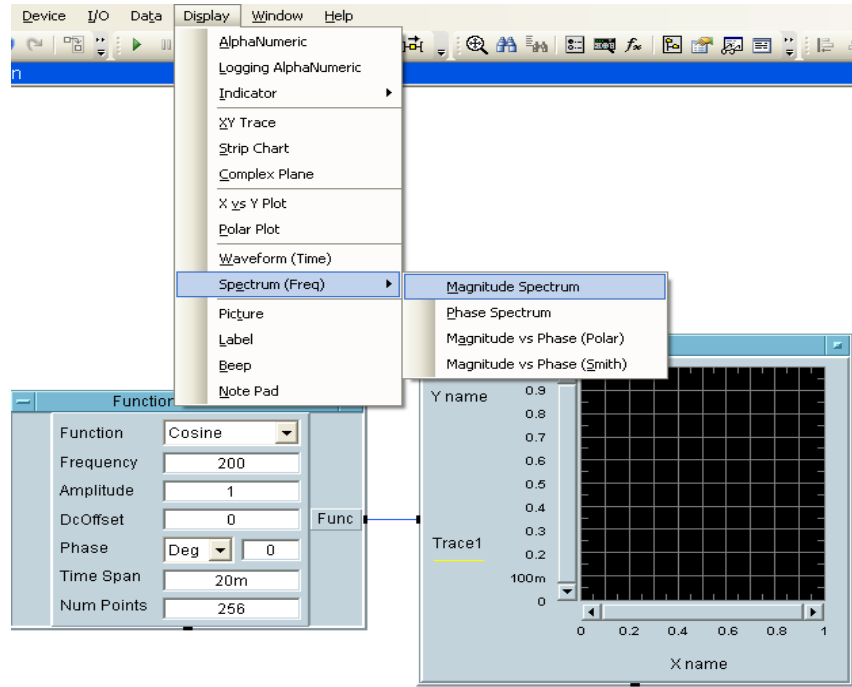 Device I/O Data Display Window Help
n
AlphaNumeric
Logging AlphaNumeric
Indicator
XY Trace
Strip Chart
Complex Plane
X vs Y Plot
Polar Plot
Waveform (Time)
Spectrum (Freq)
Picture
Label
Beep
Note Pad
Magnitude Spectrum
Phase Spectrum
Magnitude vs Phase (Polar)
Magnitude vs Phase (Smith)
Function
Function Cosine
Frequency 200
Amplitude 1
DcOffset 0
Phase Deg 0
Time Span 20m
Num Points 256
Func
Y name
Trace1
0.9
0.8
0.7
0.6
0.5
0.4
0.3
0.2
100m
0
0 0.2 0.4 0.6 0.8 1
X name